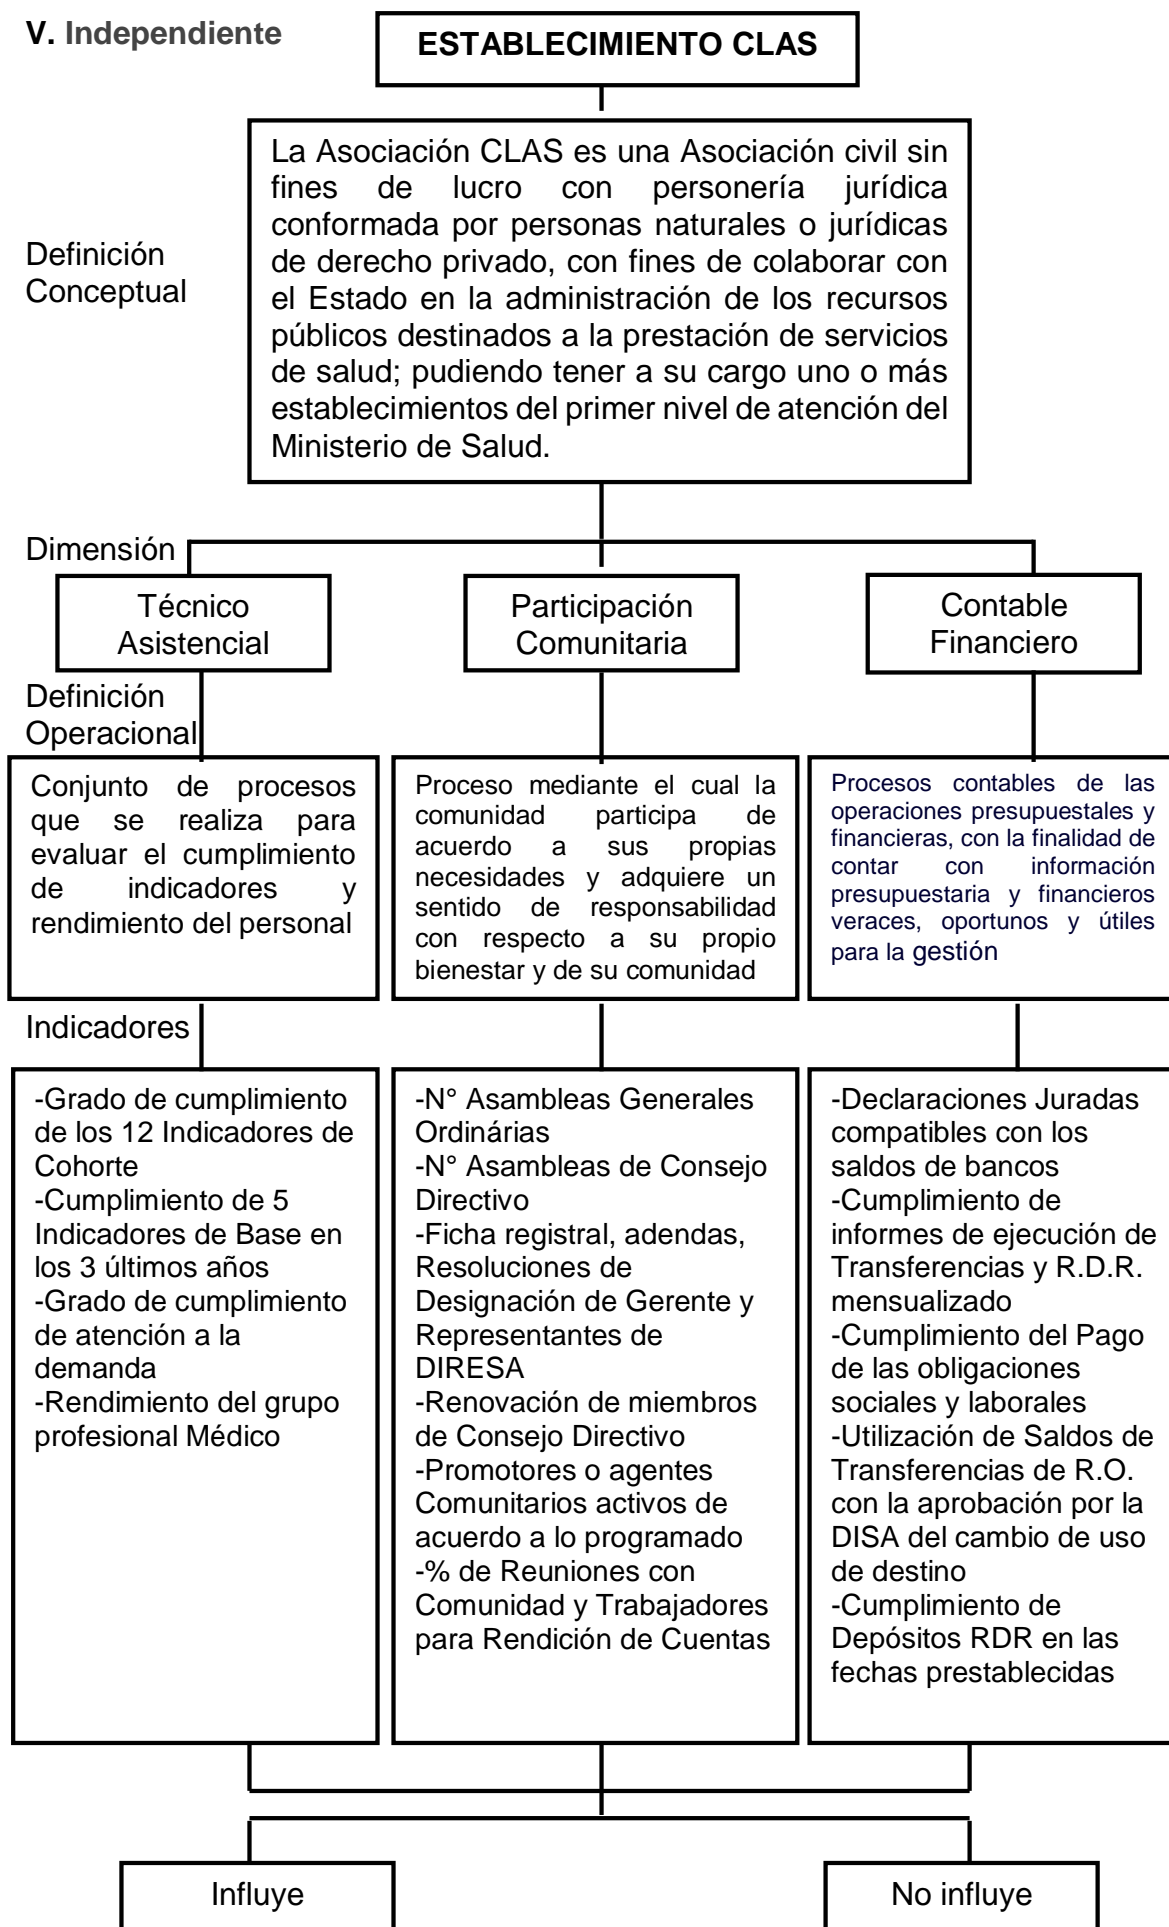 V. Independiente
ESTABLECIMIENTO CLAS
Definición
Conceptual
La Asociación CLAS es una Asociación civil sin
fines de lucro con personería jurídica
conformada por personas naturales o jurídicas
de derecho privado, con fines de colaborar con
el Estado en la administración de los recursos
públicos destinados a la prestación de servicios
de salud; pudiendo tener a su cargo uno o más
establecimientos del primer nivel de atención del
Ministerio de Salud.
Dimensión
Técnico
Asistencial
Participación
Comunitaria
Contable
Financiero
Definición
Operacional
Conjunto de procesos
que se realiza para
evaluar el cumplimiento
de indicadores y
rendimiento del personal
Proceso mediante el cual la
comunidad participa de
acuerdo a sus propias
necesidades y adquiere un
sentido de responsabilidad
con respecto a su propio
bienestar y de su comunidad
Procesos contables de las
operaciones presupuestales y
financieras, con la finalidad de
contar con información
presupuestaria y financieros
veraces, oportunos y útiles
para la gestión
Indicadores
-Grado de cumplimiento
de los 12 Indicadores de
Cohorte
-Cumplimiento de 5
Indicadores de Base en
los 3 últimos años
-Grado de cumplimiento
de atención a la
demanda
-Rendimiento del grupo
profesional Médico
-N° Asambleas Generales
Ordinárias
-N° Asambleas de Consejo
Directivo
-Ficha registral, adendas,
Resoluciones de
Designación de Gerente y
Representantes de
DIRESA
-Renovación de miembros
de Consejo Directivo
-Promotores o agentes
Comunitarios activos de
acuerdo a lo programado
-% de Reuniones con
Comunidad y Trabajadores
para Rendición de Cuentas
-Declaraciones Juradas
compatibles con los
saldos de bancos
-Cumplimiento de
informes de ejecución de
Transferencias y R.D.R.
mensualizado
-Cumplimiento del Pago
de las obligaciones
sociales y laborales
-Utilización de Saldos de
Transferencias de R.O.
con la aprobación por la
DISA del cambio de uso
de destino
-Cumplimiento de
Depósitos RDR en las
fechas prestablecidas
Influye
No influye